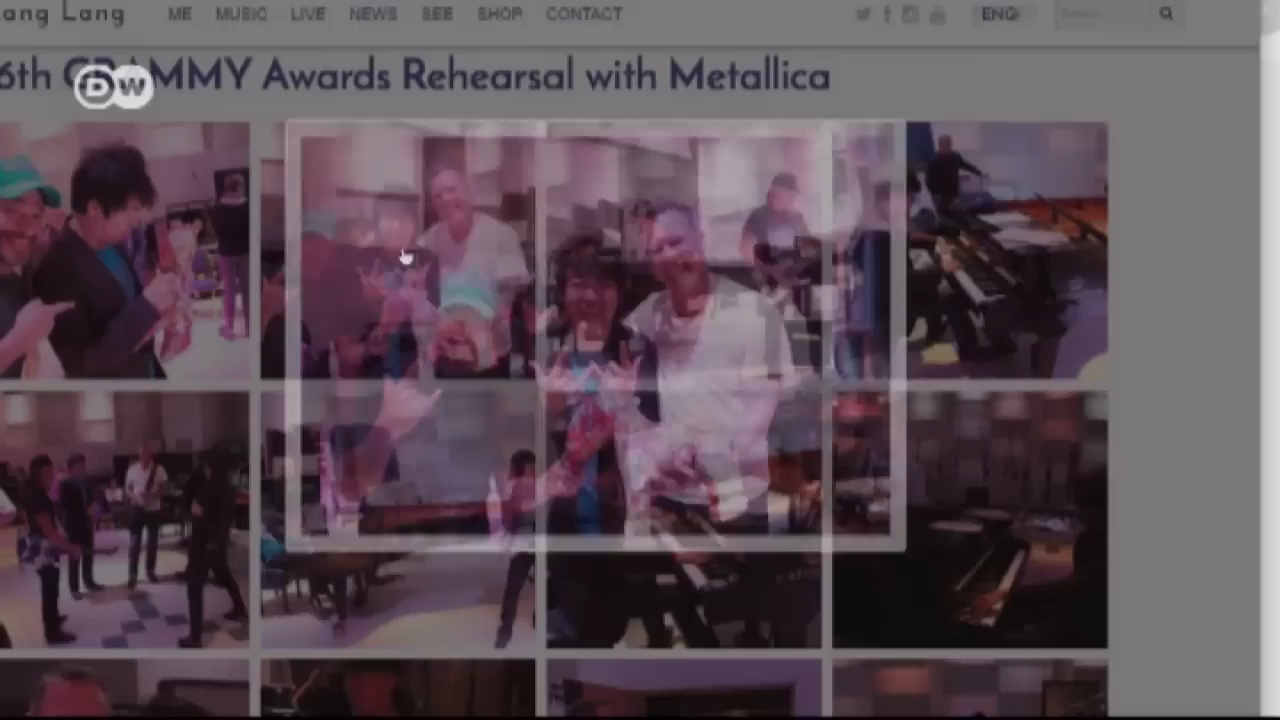 ang Lang
ME MUSIC LIVE NEWS SEE SHOP CONTACT
ENG
6th GRAMMY Awards Rehearsal with Metallica
DW